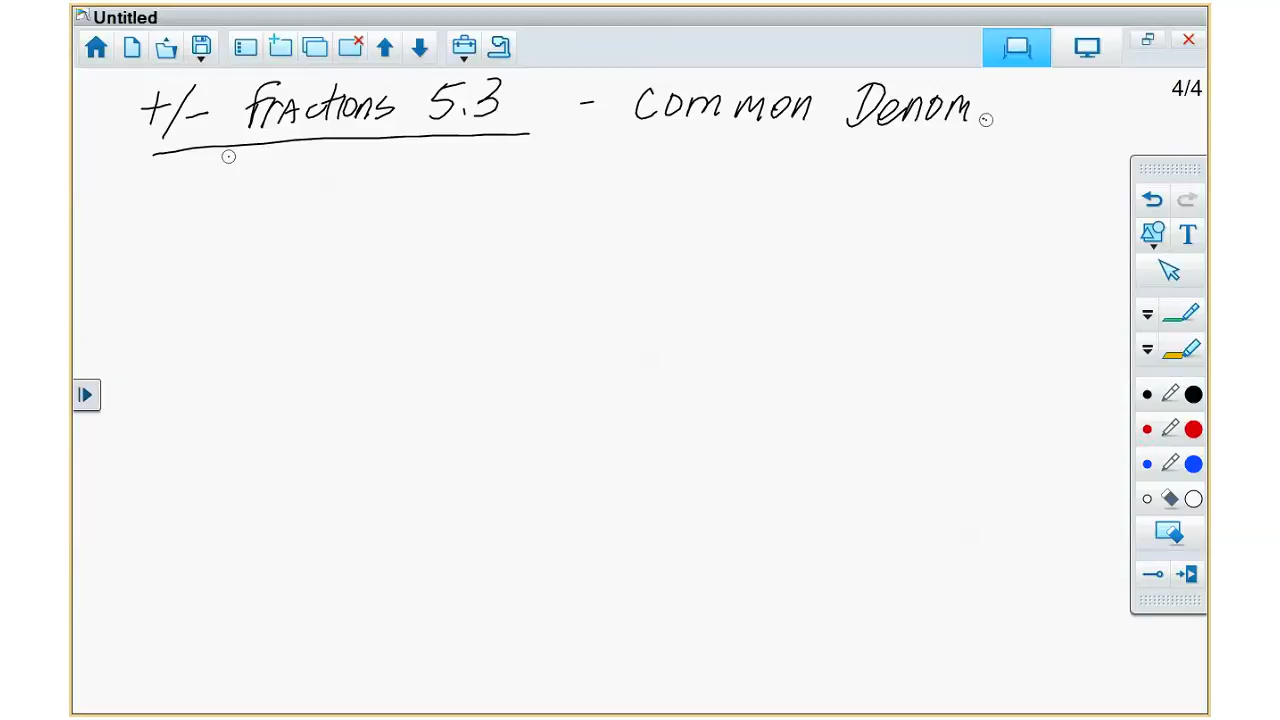 Untitled
+/- fractions 5.3 - Common Denom.
4/4
T